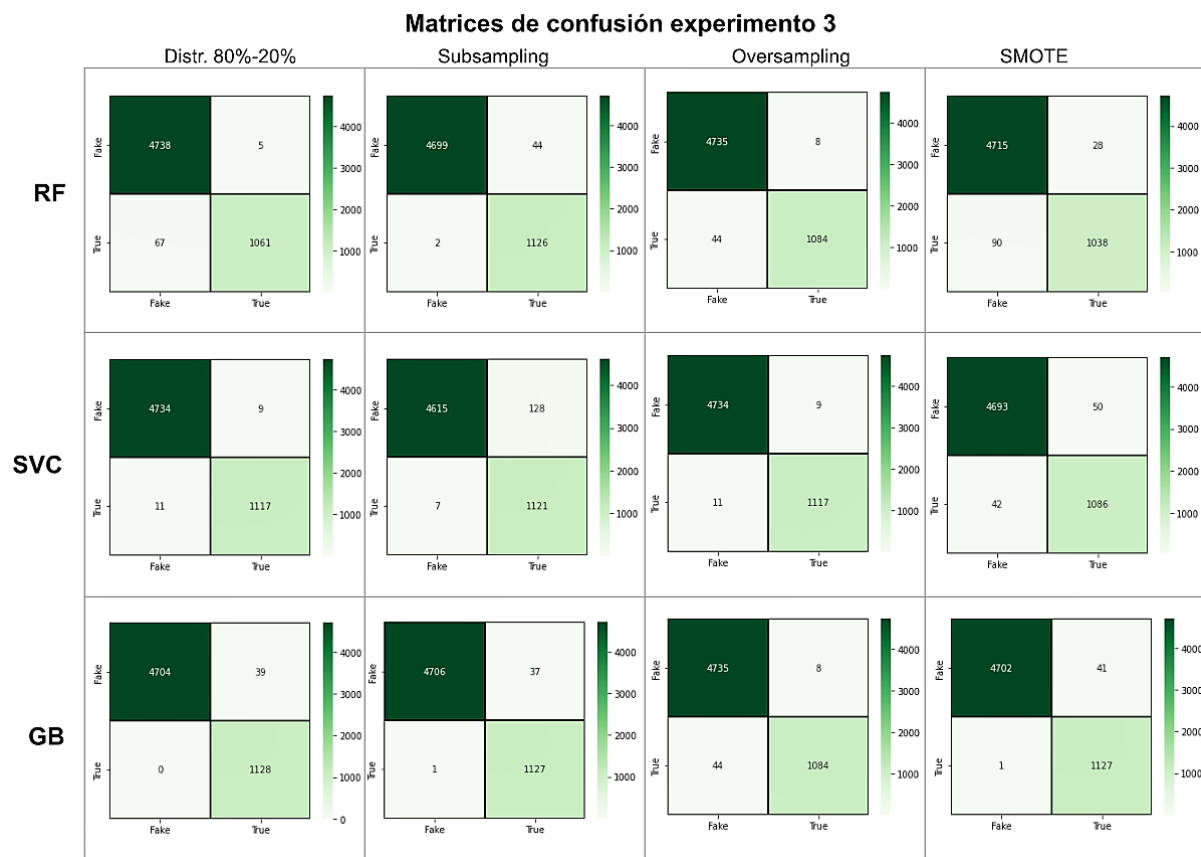 Matrices de confusión experimento 3
Distr. 80%-20% Subsampling Oversampling SMOTE
RF
Fake 4738 5
True 67 1061
Fake True
4000
3000
2000
1000
Fake 4699 44
True 2 1126
Fake True
4000
3000
2000
1000
Fake 4735 8
True 44 1084
Fake True
4000
3000
2000
1000
Fake 4715 28
True 90 1038
Fake True
4000
3000
2000
1000
SVC
Fake 4734 9
True 11 1117
Fake True
4000
3000
2000
1000
Fake 4615 128
True 7 1121
Fake True
4000
3000
2000
1000
Fake 4734 9
True 11 1117
Fake True
4000
3000
2000
1000
Fake 4693 50
True 42 1086
Fake True
4000
3000
2000
1000
GB
Fake 4704 39
True 0 1128
Fake True
4000
3000
2000
1000
0
Fake 4706 37
True 1 1127
Fake True
4000
3000
2000
1000
Fake 4735 8
True 44 1084
Fake True
4000
3000
2000
1000
Fake 4702 41
True 1 1127
Fake True
4000
3000
2000
1000